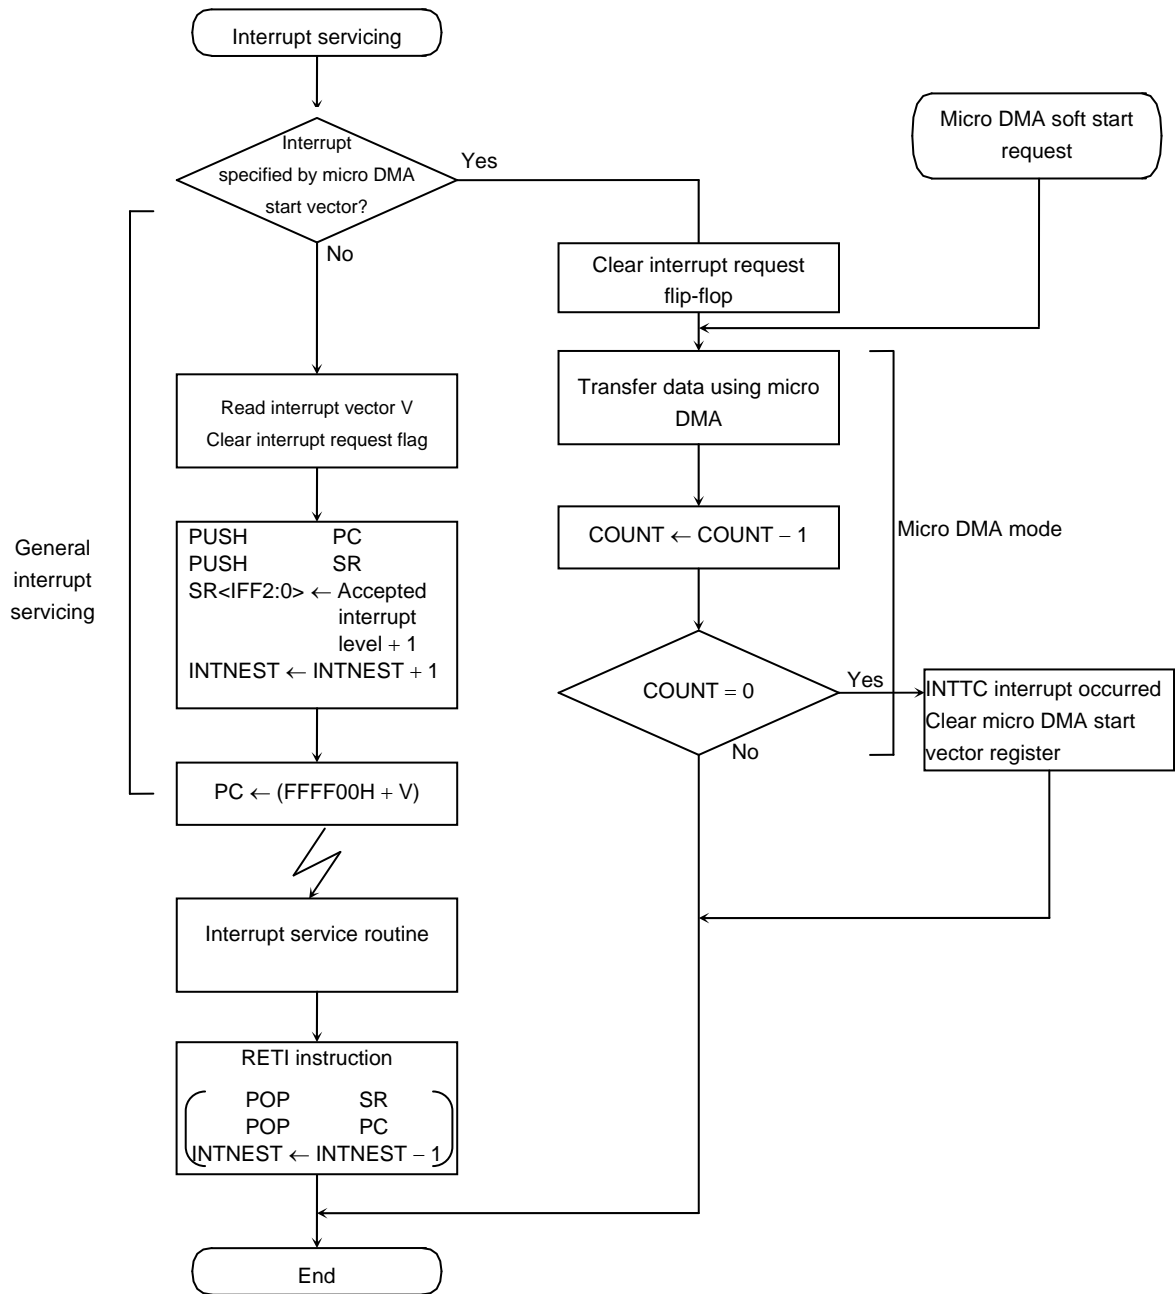 Interrupt servicing
Micro DMA soft start
request
Interrupt
specified by micro DMA
start vector?
Yes
No
Clear interrupt request
flip-flop
Transfer data using micro
DMA
Read interrupt vector V
Clear interrupt request flag
General
interrupt
servicing
PUSH PC
PUSH SR
SR<IFF2:0> ← Accepted
interrupt
level + 1
INTNEST ← INTNEST + 1
COUNT ← COUNT − 1
Micro DMA mode
COUNT = 0
Yes
No
INTTC interrupt occurred
Clear micro DMA start
vector register
PC ← (FFFF00H + V)
Interrupt service routine
RETI instruction
POP SR
POP PC
INTNEST ← INTNEST − 1
End